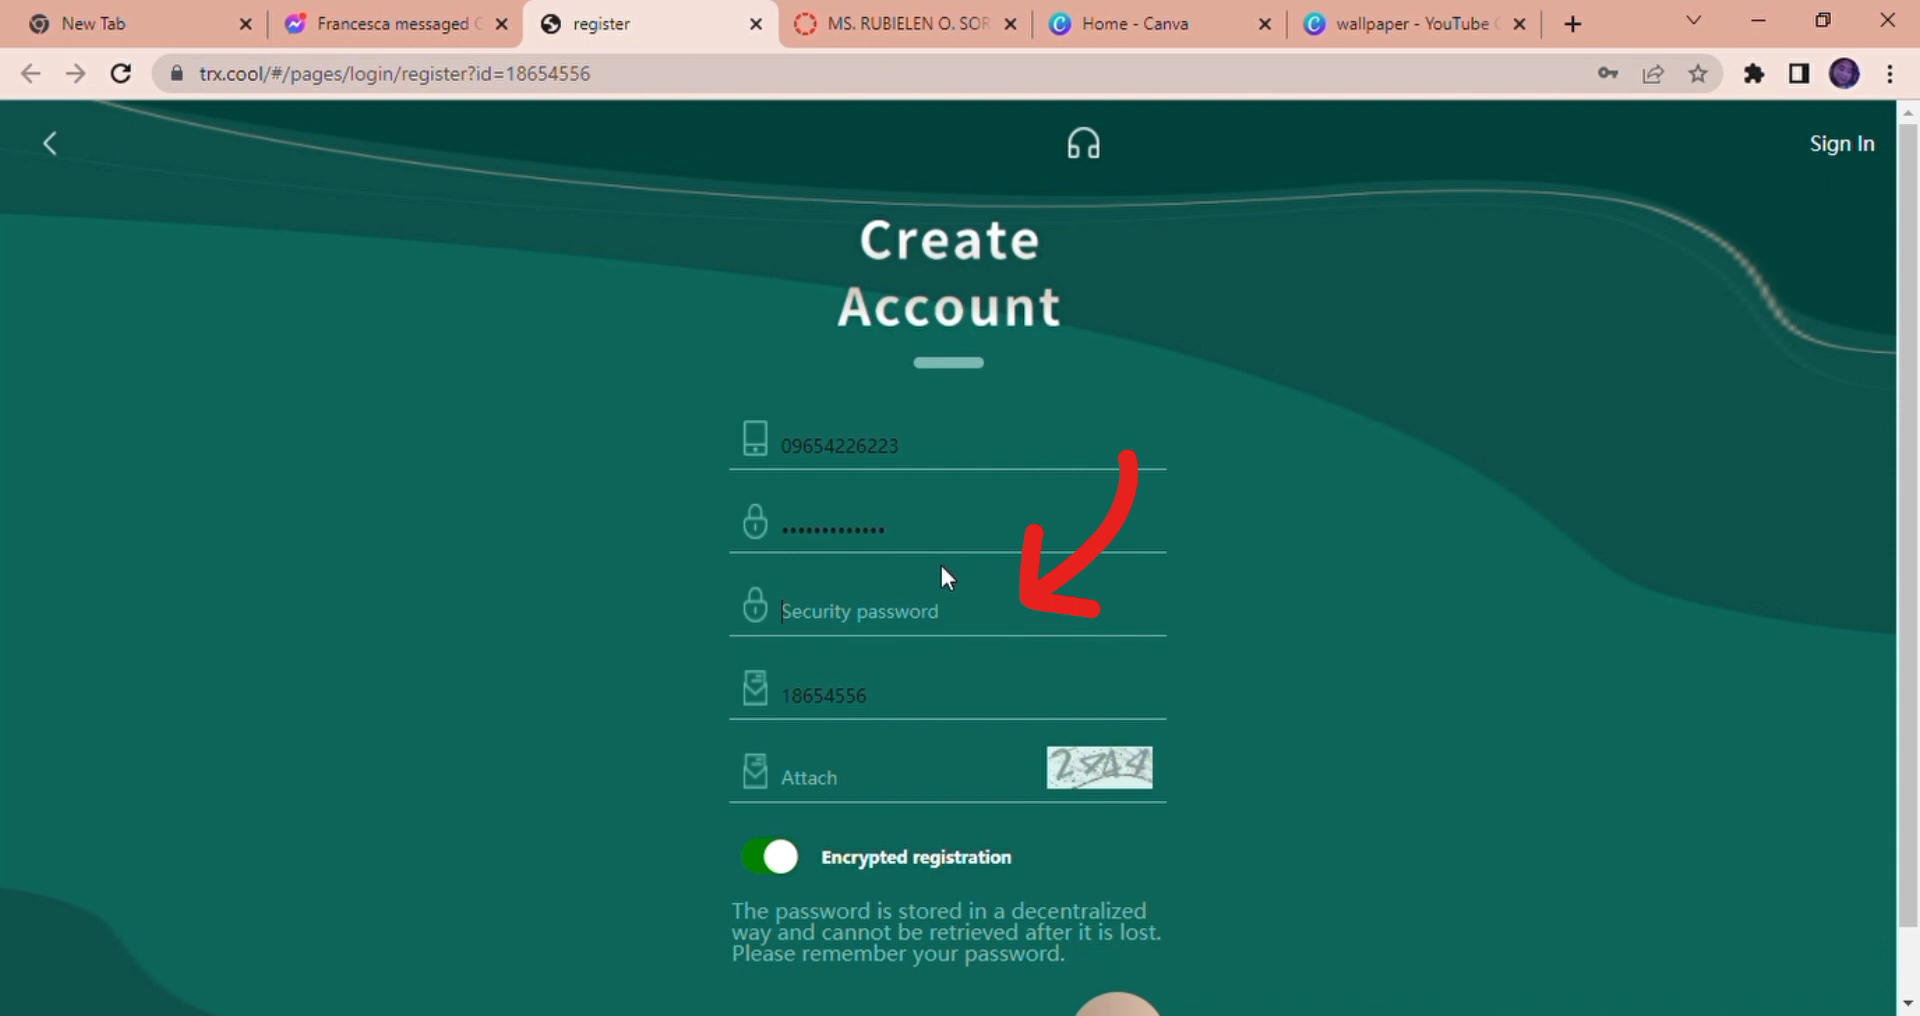 New Tab
Francesca messaged
register
MS. RUBIELEN O. SOR
Home - Canva
wallpaper - YouTube
trx.cool/#/pages/login/register?id=18654556
Sign In
Create
Account
09654226223
•••••••••••••
Security password
18654556
Attach
2744
Encrypted registration
The password is stored in a decentralized
way and cannot be retrieved after it is lost.
Please remember your password.